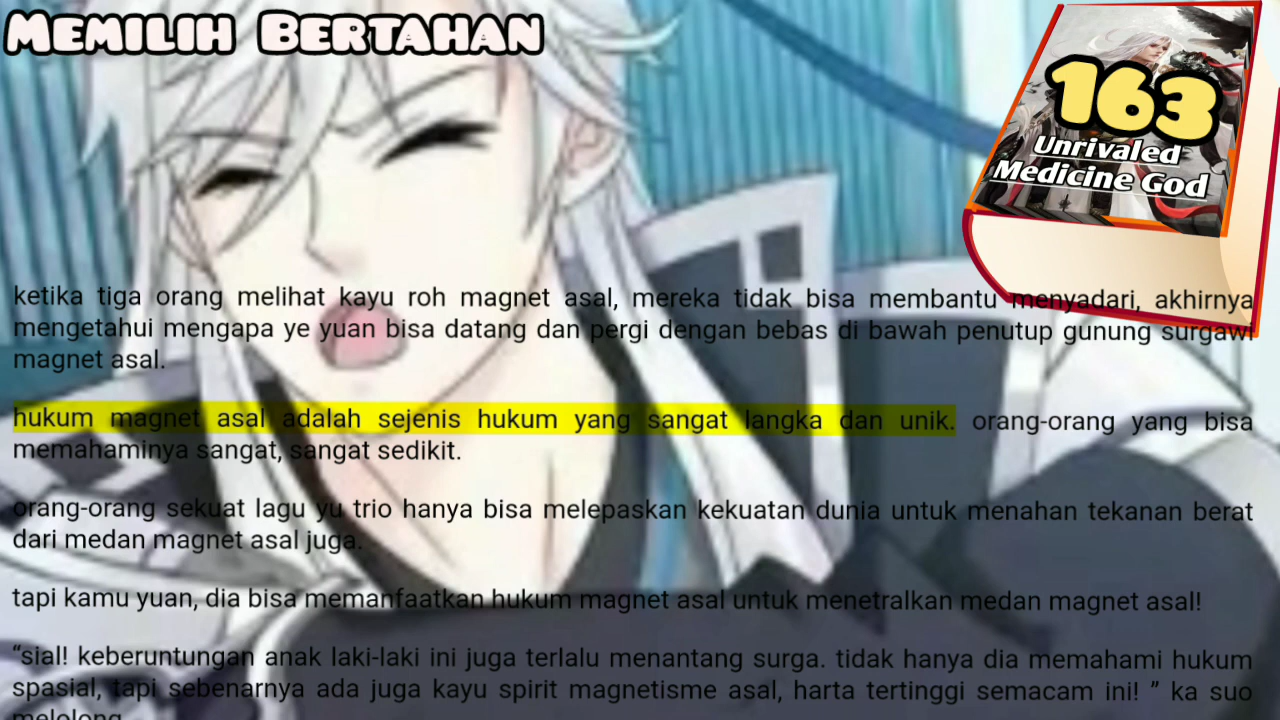 Memilih Bertahan
163
Unrivaled
Medicine God
ketika tiga orang melihat kayu roh magnet asal, mereka tidak bisa membantu menyadari, akhirnya
mengetahui mengapa ye yuan bisa datang dan pergi dengan bebas di bawah penutup gunung surgawi
magnet asal.
hukum magnet asal adalah sejenis hukum yang sangat langka dan unik. orang-orang yang bisa
memahaminya sangat, sangat sedikit.
orang-orang sekuat lagu yu trio hanya bisa melepaskan kekuatan dunia untuk menahan tekanan berat
dari medan magnet asal juga.
tapi kamu yuan, dia bisa memanfaatkan hukum magnet asal untuk menetralkan medan magnet asal!
“sial! keberuntungan anak laki-laki ini juga terlalu menantang surga. tidak hanya dia memahami hukum
spasial, tapi sebenarnya ada juga kayu spirit magnetisme asal, harta tertinggi semacam ini! ” ka suo
melolong